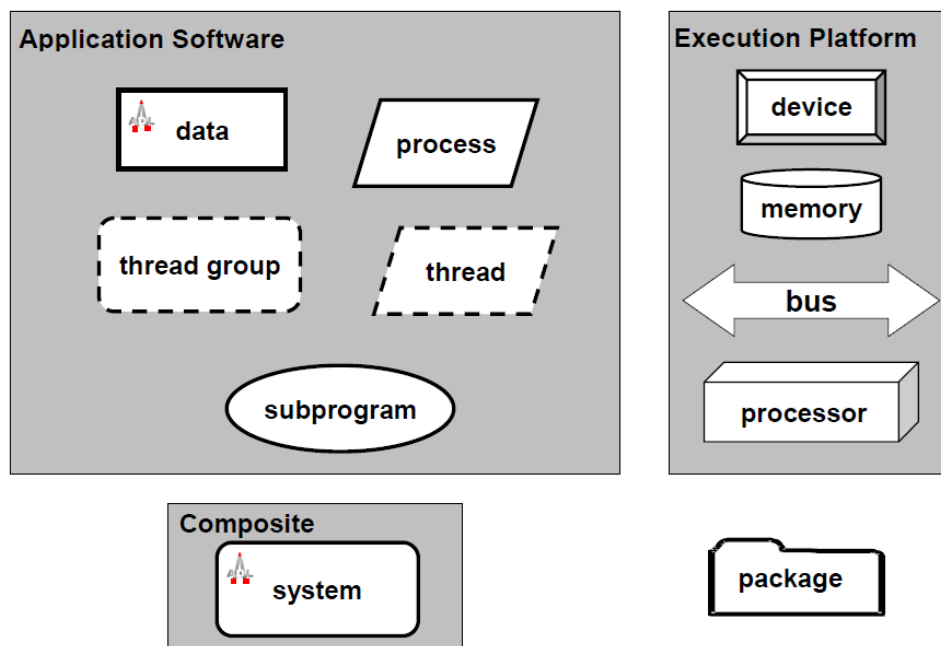 Application Software
data
process
thread group
thread
subprogram
Execution Platform
device
memory
bus
processor
Composite
system
package